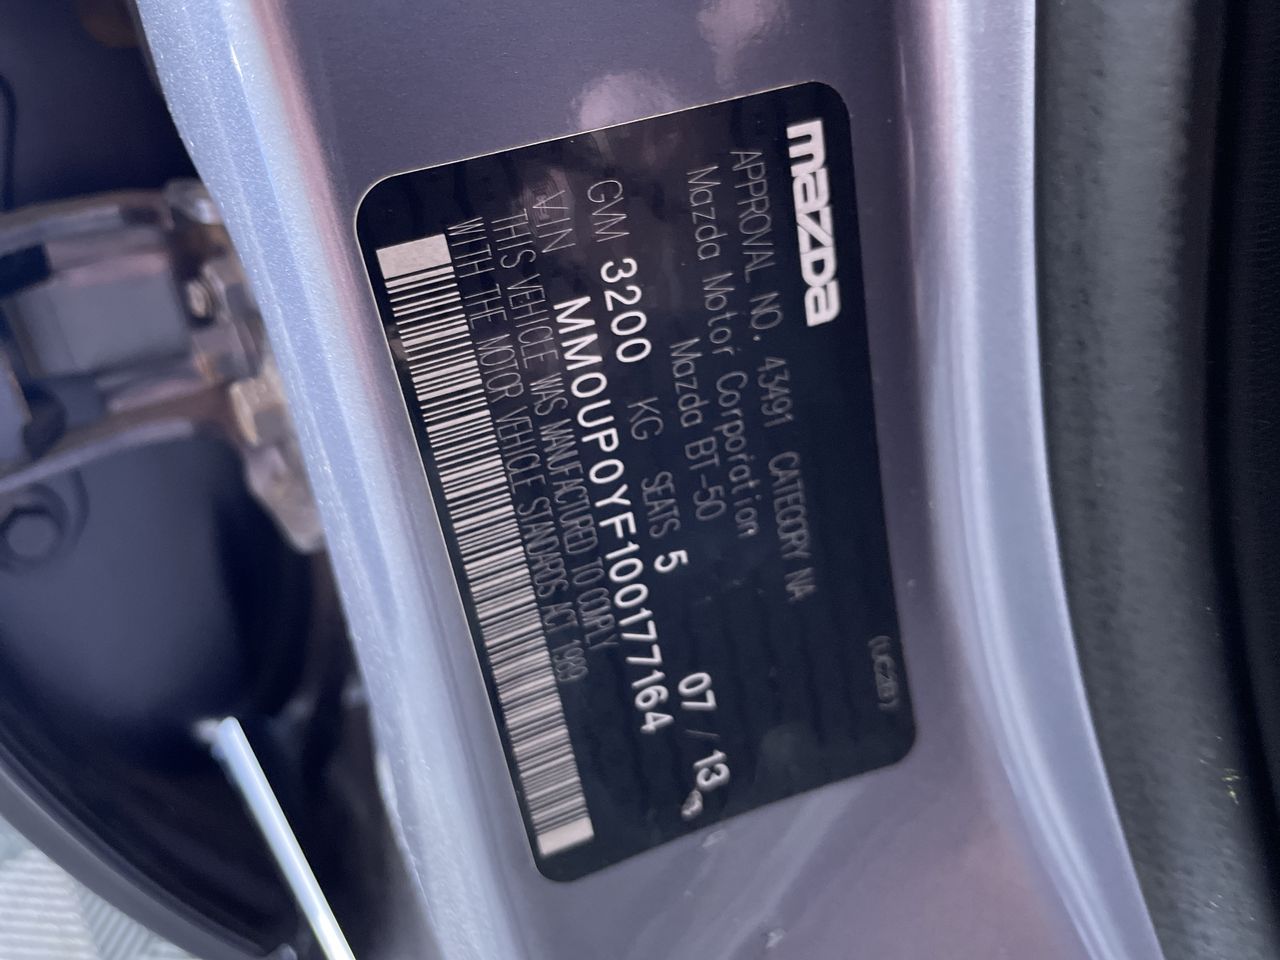 mazda
APPROVAL NO. 43491 CATEGORY NA
Mazda Motor Corporation
Mazda BT-50
07 / 13
GVM 3200 KG SEATS 5
VIN MM0UP0YF100177164
THIS VEHICLE WAS MANUFACTURED TO COMPLY
WITH THE MOTOR VEHICLE STANDARDS ACT 1989